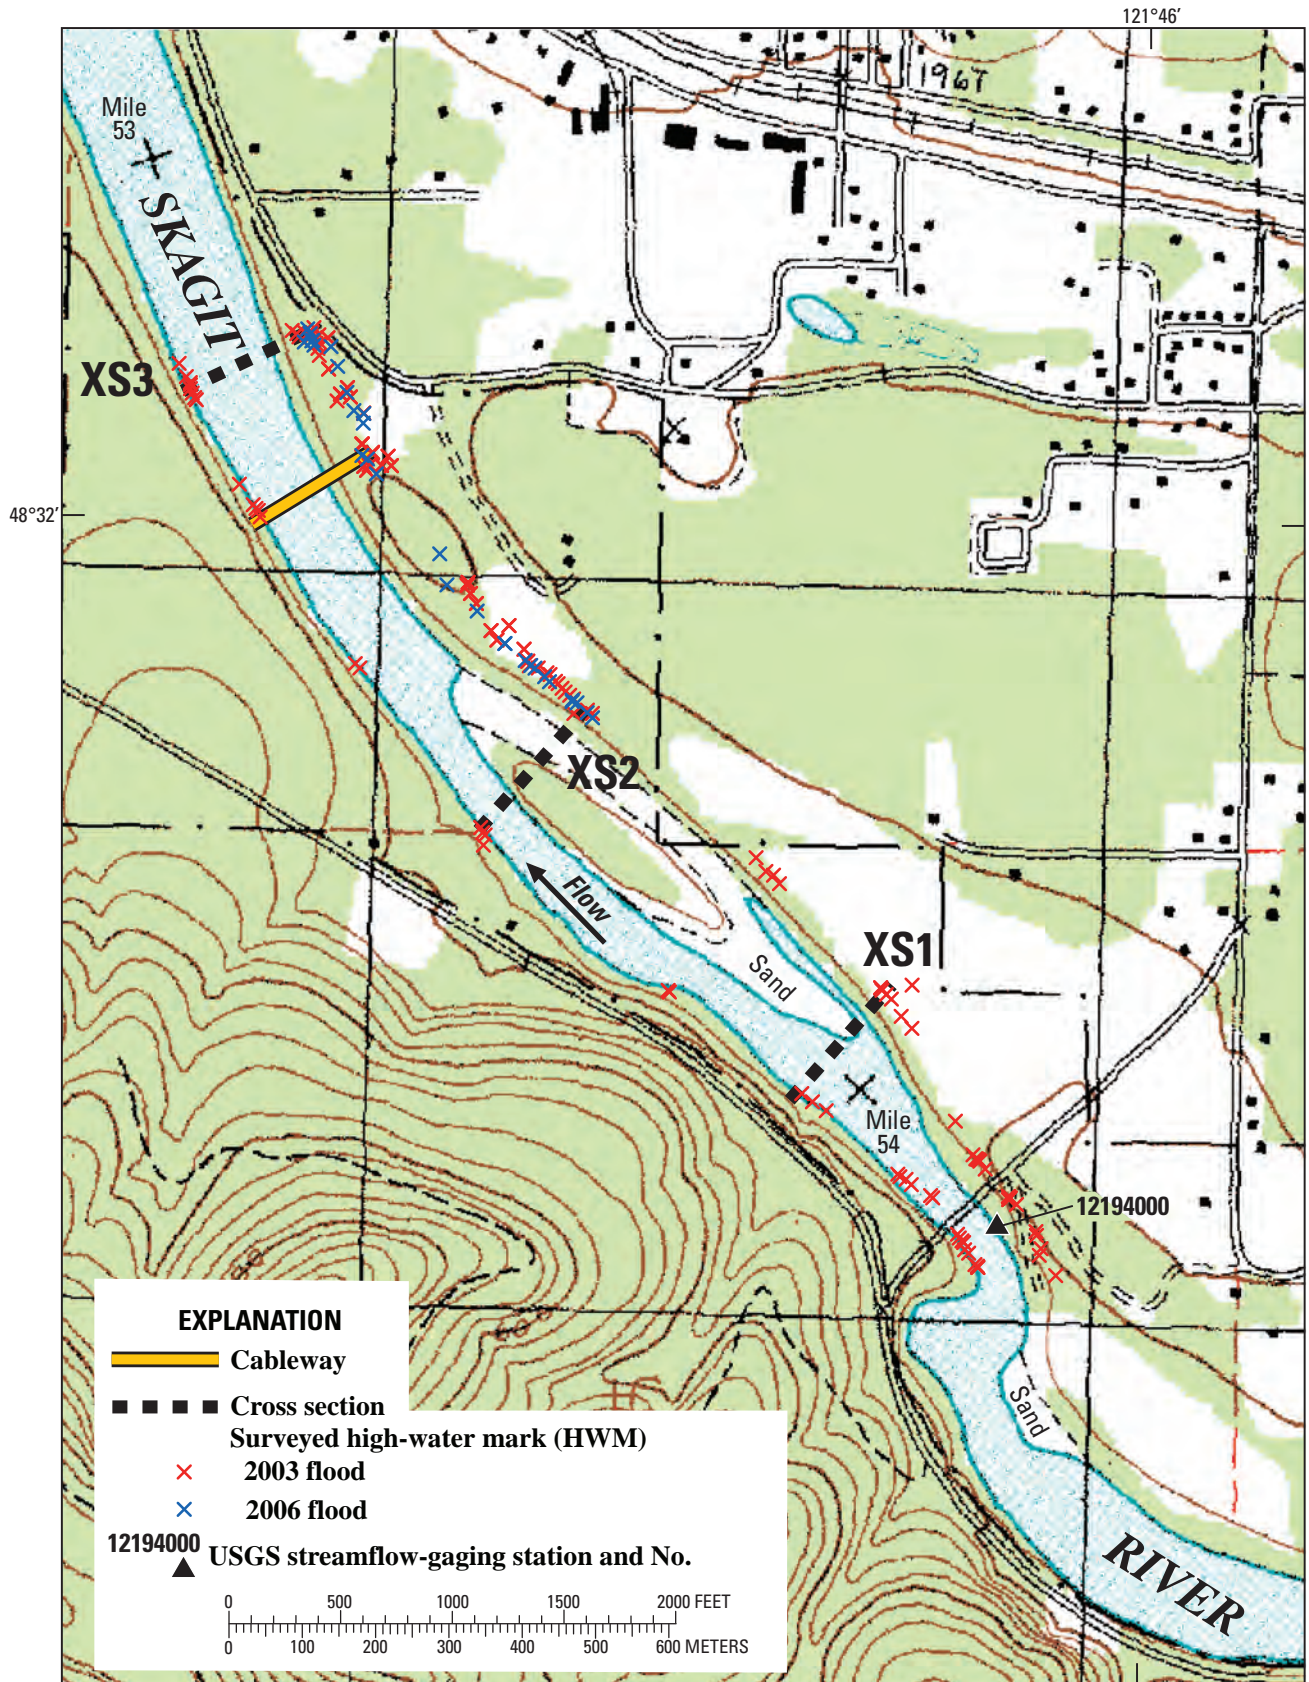 121°46′
1967
Mile
53
SKAGIT
XS3
48°32′
XS2
Flow
XS1
Sand
Mile
54
12194000
Sand
RIVER
EXPLANATION
Cableway
Cross section
Surveyed high-water mark (HWM)
2003 flood
2006 flood
12194000
USGS streamflow-gaging station and No.
0 500 1000 1500 2000 FEET
0 100 200 300 400 500 600 METERS